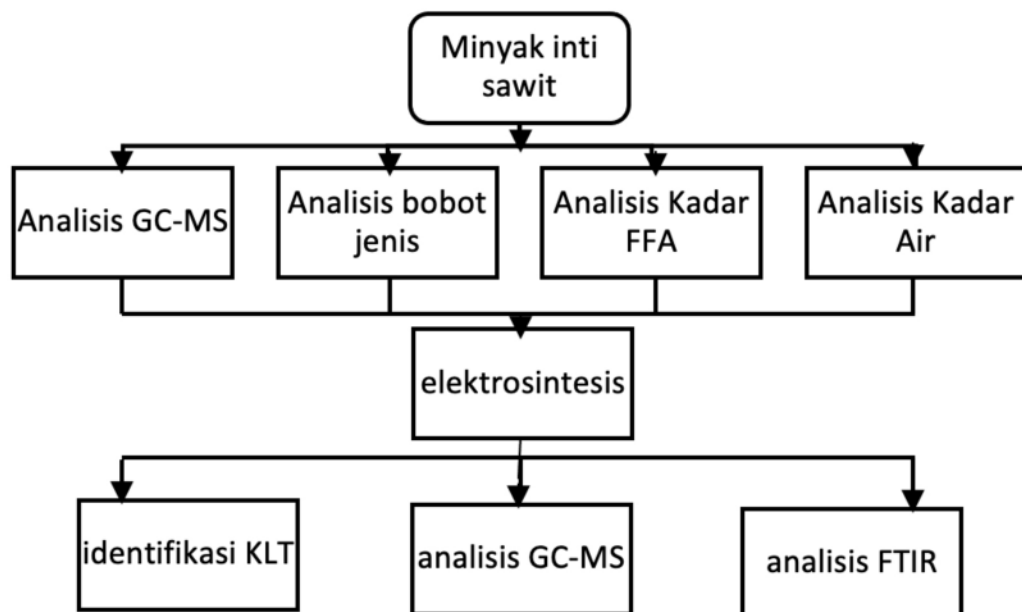 Minyak inti
sawit
Analisis GC-MS
Analisis bobot
jenis
Analisis Kadar
FFA
Analisis Kadar
Air
elektrosintesis
identifikasi KLT
analisis GC-MS
analisis FTIR